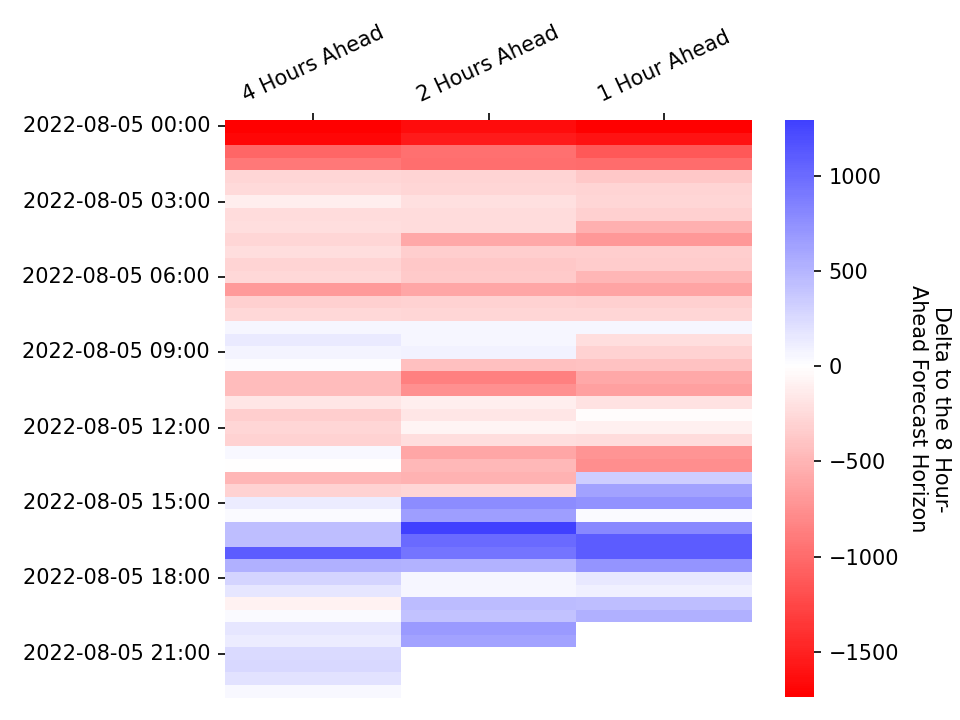 4 Hours Ahead
2 Hours Ahead
1 Hour Ahead
2022-08-05 00:00
2022-08-05 03:00
2022-08-05 06:00
2022-08-05 09:00
2022-08-05 12:00
2022-08-05 15:00
2022-08-05 18:00
2022-08-05 21:00
1000
500
0
−500
−1000
−1500
Delta to the 8 Hour-
Ahead Forecast Horizon